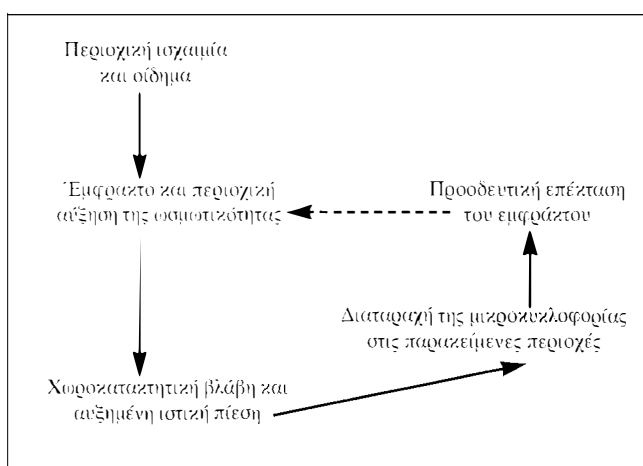 Περιοχική ισχαιμία
και οίδημα
Έμφρακτο και περιοχική
αύξηση της ωσμωτικότητας
Προοδευτική επέκταση
του εμφράκτου
Διαταραχή της μικροκυκλοφορίας
στις παρακείμενες περιοχές
Χωροκατακτητική βλάβη και
αυξημένη ιστική πίεση